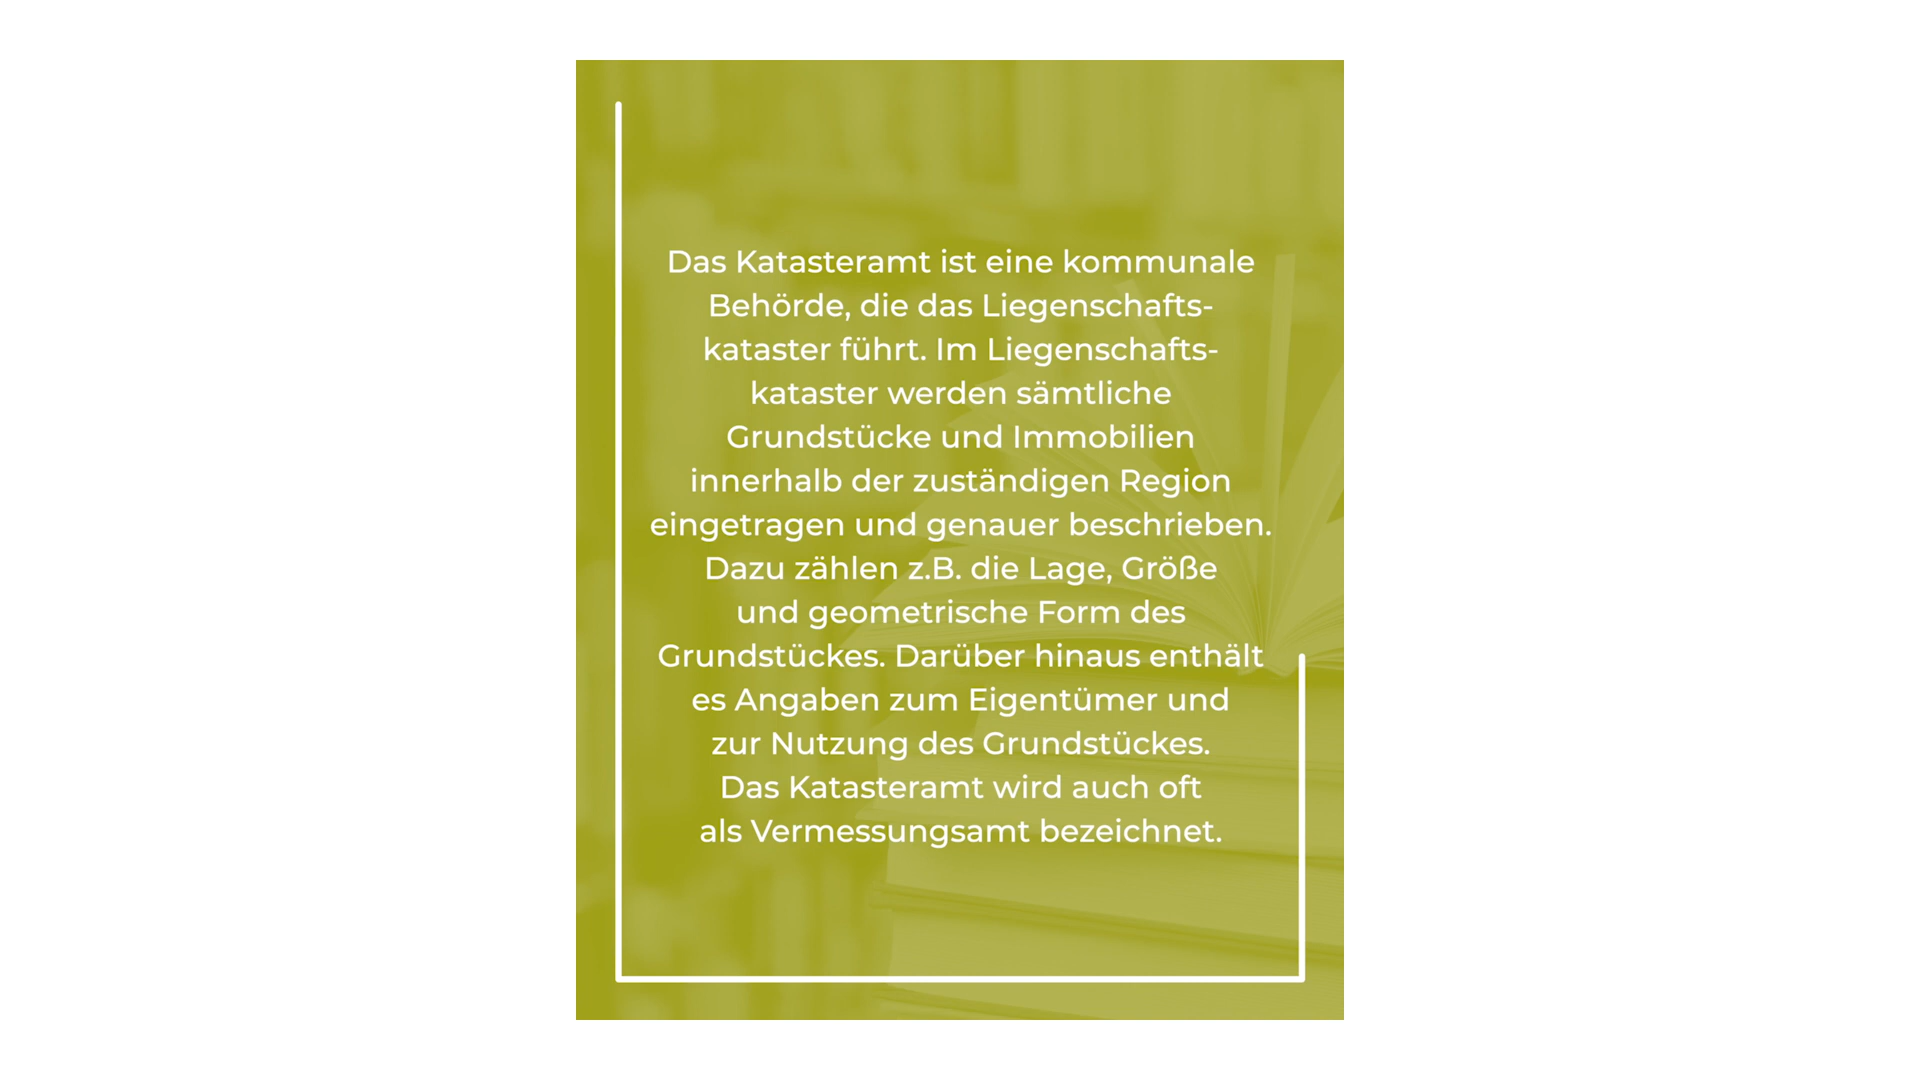 Das Katasteramt ist eine kommunale
Behörde, die das Liegenschafts-
kataster führt. Im Liegenschafts-
kataster werden sämtliche
Grundstücke und Immobilien
innerhalb der zuständigen Region
eingetragen und genauer beschrieben.
Dazu zählen z.B. die Lage, Größe
und geometrische Form des
Grundstückes. Darüber hinaus enthält
es Angaben zum Eigentümer und
zur Nutzung des Grundstückes.
Das Katasteramt wird auch oft
als Vermessungsamt bezeichnet.